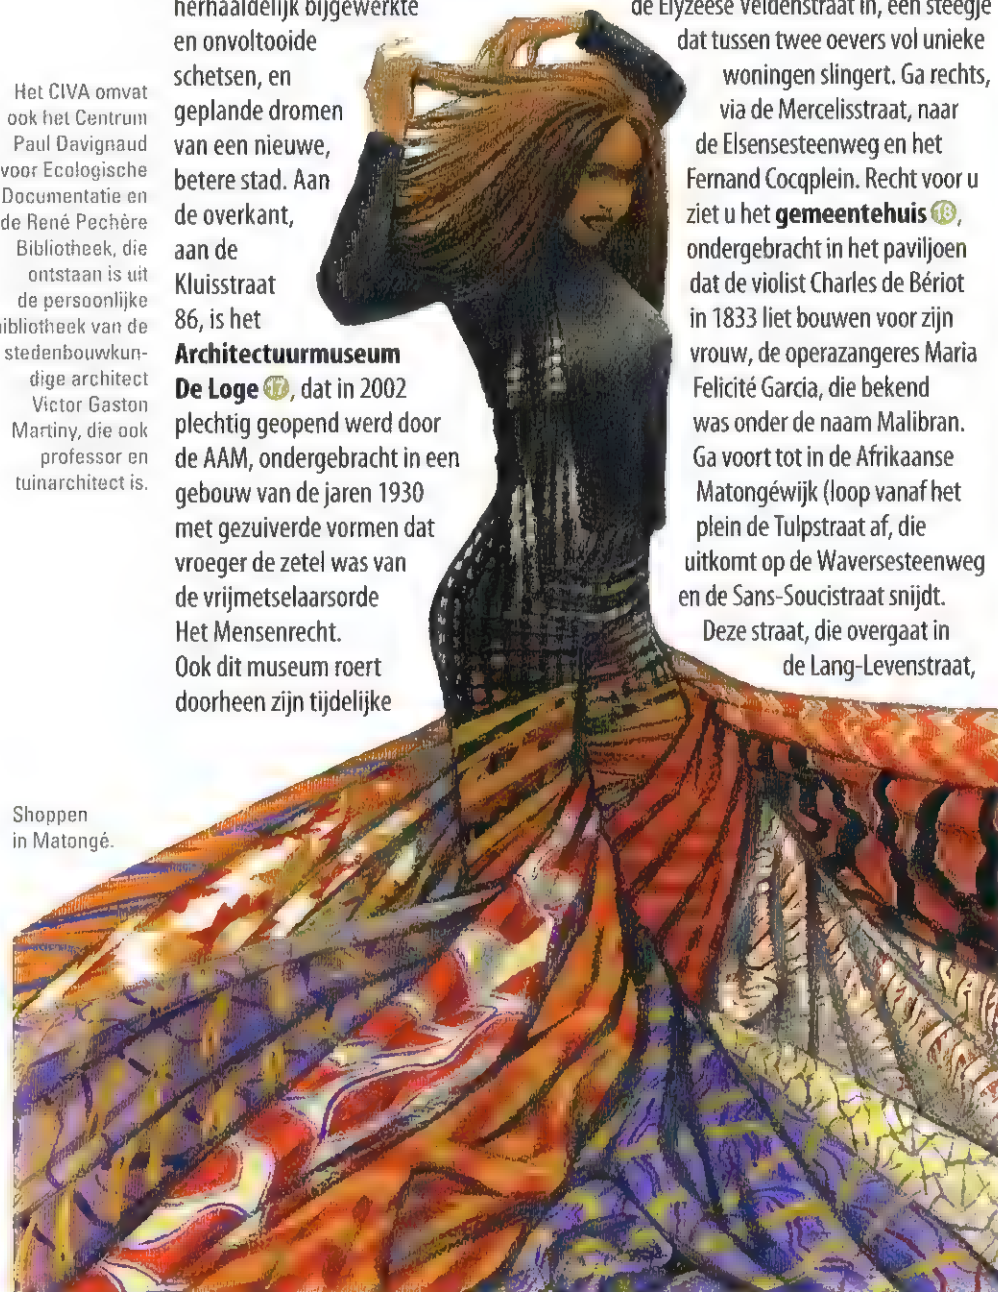 Het CIVA omvat
ook het Centrum
Paul Davignaud
voor Ecologische
Documentatie en
de René Pechère
Bibliotheek, die
ontstaan is uit
de persoonlijke
bibliotheek van de
stedenbouwkun-
dige architect
Victor Gaston
Martiny, die ook
professor en
tuinarchitect is.
Shoppen
in Matongé.
herhaaldelijk bijgewerkte
en onvoltooide
schetsen, en
geplande dromen
van een nieuwe,
betere stad. Aan
de overkant,
aan de
Kluisstraat
86, is het
Architectuurmuseum
De Loge 17, dat in 2002
plechtig geopend werd door
de AAM, ondergebracht in een
gebouw van de jaren 1930
met gezuiverde vormen dat
vroeger de zetel was van
de vrijmetselaarsorde
Het Mensenrecht.
Ook dit museum roert
doorheen zijn tijdelijke
de Elyzeese Veldenstraat in, een steegje
dat tussen twee oevers vol unieke
woningen slingert. Ga rechts,
via de Mercelisstraat, naar
de Elsensesteenweg en het
Fernand Cocqplein. Recht voor u
ziet u het gemeentehuis 18,
ondergebracht in het paviljoen
dat de violist Charles de Bériot
in 1833 liet bouwen voor zijn
vrouw, de operazangeres Maria
Felicité Garcia, die bekend
was onder de naam Malibran.
Ga voort tot in de Afrikaanse
Matongéwijk (loop vanaf het
plein de Tulpstraat af, die
uitkomt op de Waversesteenweg
en de Sans-Soucistraat snijdt.
Deze straat, die overgaat in
de Lang-Levenstraat,